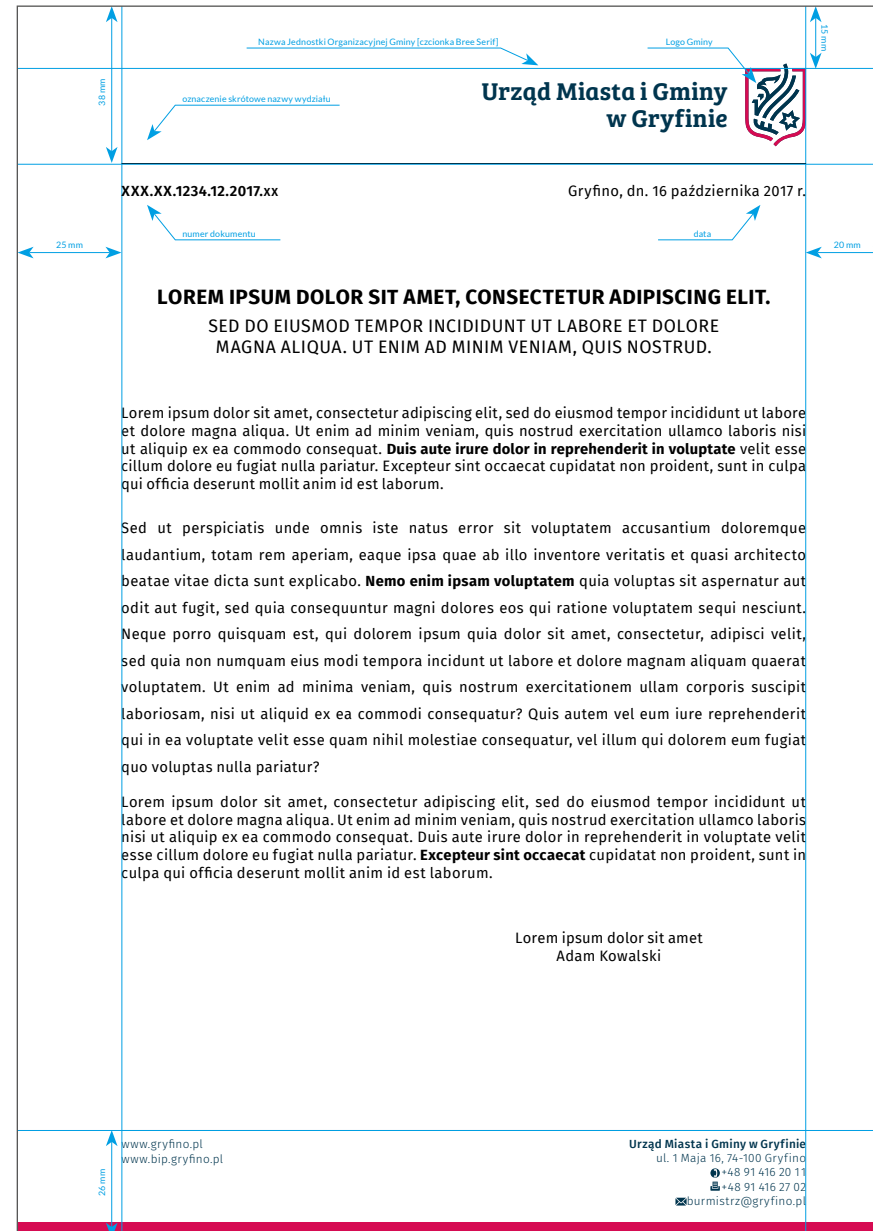 Nazwa Jednostki Organizacyjnej Gminy [czcionka Bree Serif]
Logo Gminy
15 mm
38 mm
oznaczenie skrótowe nazwy wydziału
Urząd Miasta i Gminy
w Gryfinie
XXX.XX.1234.12.2017.xx
Gryfino, dn. 16 października 2017 r.
numer dokumentu
data
25 mm
20 mm
LOREM IPSUM DOLOR SIT AMET, CONSECTETUR ADIPISCING ELIT.
SED DO EIUSMOD TEMPOR INCIDIDUNT UT LABORE ET DOLORE
MAGNA ALIQUA. UT ENIM AD MINIM VENIAM, QUIS NOSTRUD.
Lorem ipsum dolor sit amet, consectetur adipiscing elit, sed do eiusmod tempor incididunt ut labore
et dolore magna aliqua. Ut enim ad minim veniam, quis nostrud exercitation ullamco laboris nisi
ut aliquip ex ea commodo consequat. Duis aute irure dolor in reprehenderit in voluptate velit esse
cillum dolore eu fugiat nulla pariatur. Excepteur sint occaecat cupidatat non proident, sunt in culpa
qui officia deserunt mollit anim id est laborum.
Sed ut perspiciatis unde omnis iste natus error sit voluptatem accusantium doloremque
laudantium, totam rem aperiam, eaque ipsa quae ab illo inventore veritatis et quasi architecto
beatae vitae dicta sunt explicabo. Nemo enim ipsam voluptatem quia voluptas sit aspernatur aut
odit aut fugit, sed quia consequuntur magni dolores eos qui ratione voluptatem sequi nesciunt.
Neque porro quisquam est, qui dolorem ipsum quia dolor sit amet, consectetur, adipisci velit,
sed quia non numquam eius modi tempora incidunt ut labore et dolore magnam aliquam quaerat
voluptatem. Ut enim ad minima veniam, quis nostrum exercitationem ullam corporis suscipit
laboriosam, nisi ut aliquid ex ea commodi consequatur? Quis autem vel eum iure reprehenderit
qui in ea voluptate velit esse quam nihil molestiae consequatur, vel illum qui dolorem eum fugiat
quo voluptas nulla pariatur?
Lorem ipsum dolor sit amet, consectetur adipiscing elit, sed do eiusmod tempor incididunt ut
labore et dolore magna aliqua. Ut enim ad minim veniam, quis nostrud exercitation ullamco laboris
nisi ut aliquip ex ea commodo consequat. Duis aute irure dolor in reprehenderit in voluptate velit
esse cillum dolore eu fugiat nulla pariatur. Excepteur sint occaecat cupidatat non proident, sunt in
culpa qui officia deserunt mollit anim id est laborum.
Lorem ipsum dolor sit amet
Adam Kowalski
26 mm
www.gryfino.pl
www.bip.gryfino.pl
Urząd Miasta i Gminy w Gryfinie
ul. 1 Maja 16, 74-100 Gryfino
+48 91 416 20 11
+48 91 416 27 02
burmistrz@gryfino.pl